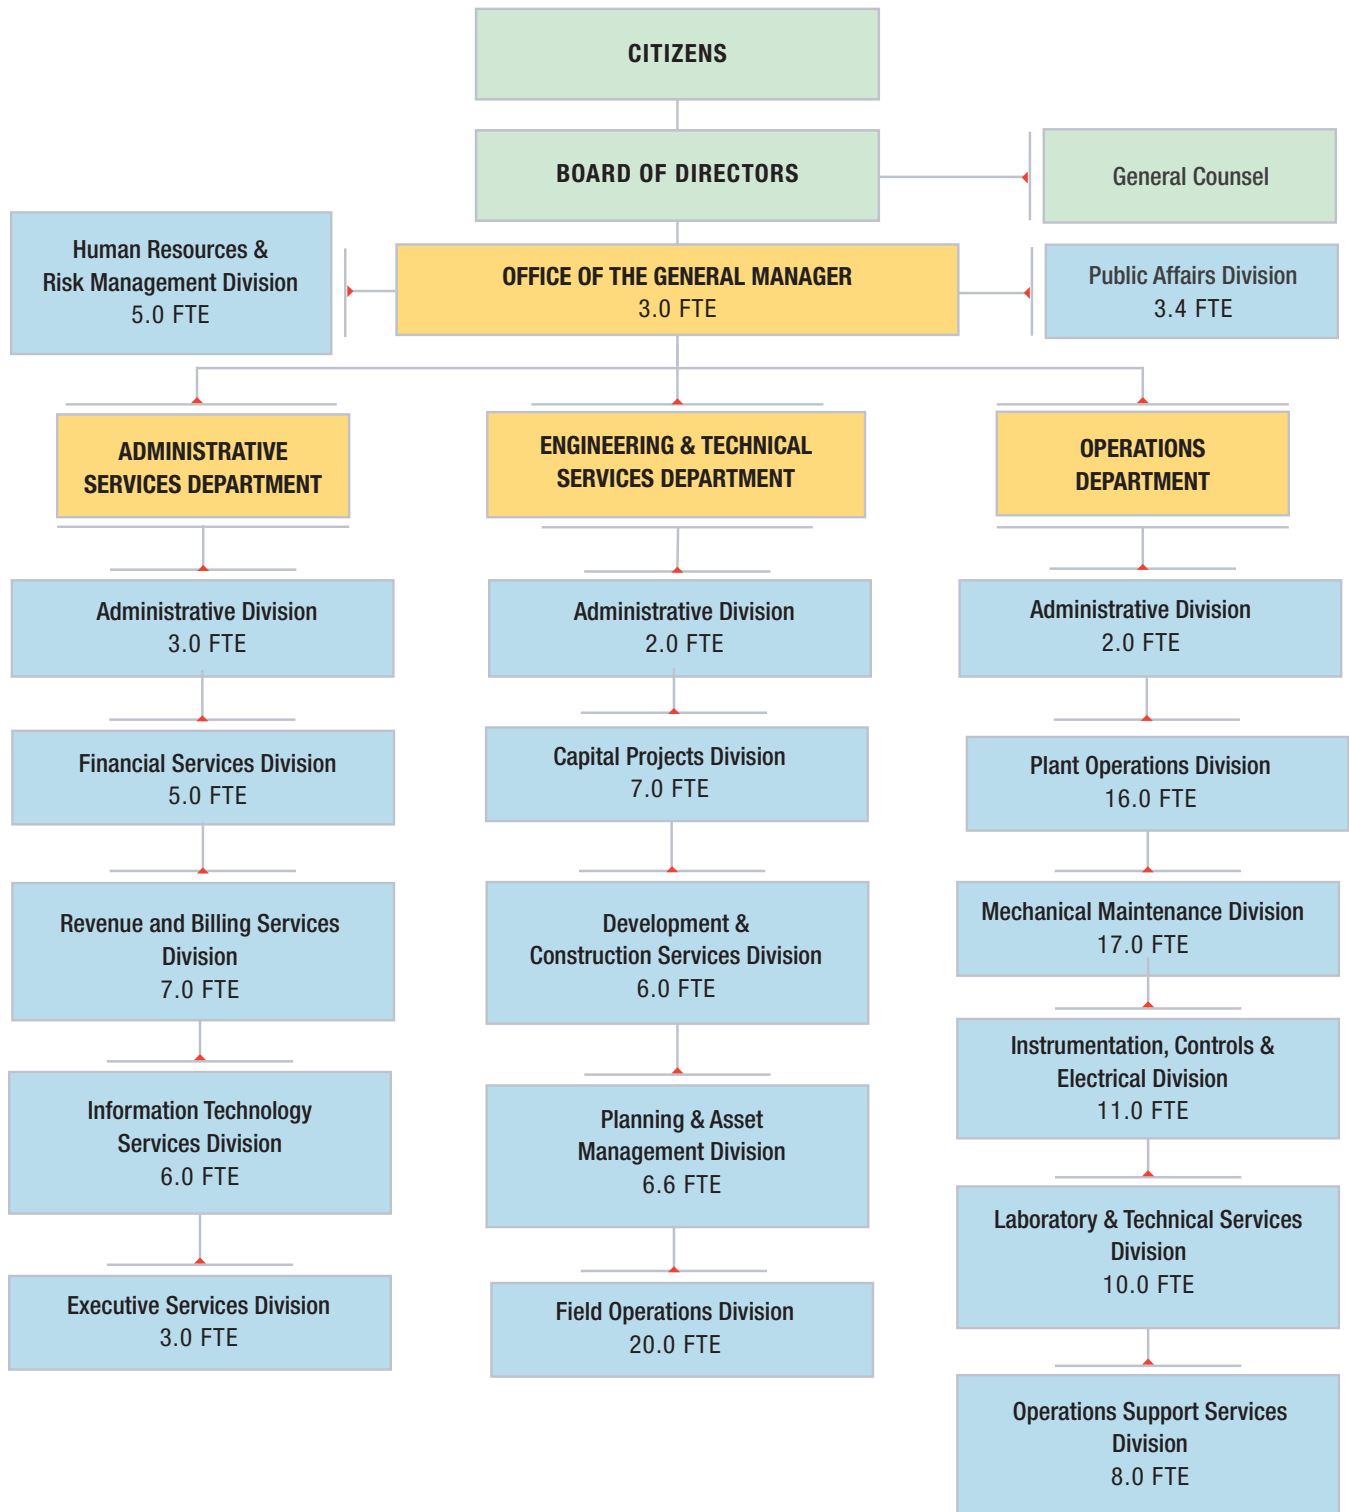 CITIZENS
BOARD OF DIRECTORS
General Counsel
Human Resources &
Risk Management Division
5.0 FTE
OFFICE OF THE GENERAL MANAGER
3.0 FTE
Public Affairs Division
3.4 FTE
ADMINISTRATIVE
SERVICES DEPARTMENT
Administrative Division
3.0 FTE
Financial Services Division
5.0 FTE
Revenue and Billing Services
Division
7.0 FTE
Information Technology
Services Division
6.0 FTE
Executive Services Division
3.0 FTE
ENGINEERING & TECHNICAL
SERVICES DEPARTMENT
Administrative Division
2.0 FTE
Capital Projects Division
7.0 FTE
Development &
Construction Services Division
6.0 FTE
Planning & Asset
Management Division
6.6 FTE
Field Operations Division
20.0 FTE
OPERATIONS
DEPARTMENT
Administrative Division
2.0 FTE
Plant Operations Division
16.0 FTE
Mechanical Maintenance Division
17.0 FTE
Instrumentation, Controls &
Electrical Division
11.0 FTE
Laboratory & Technical Services
Division
10.0 FTE
Operations Support Services
Division
8.0 FTE